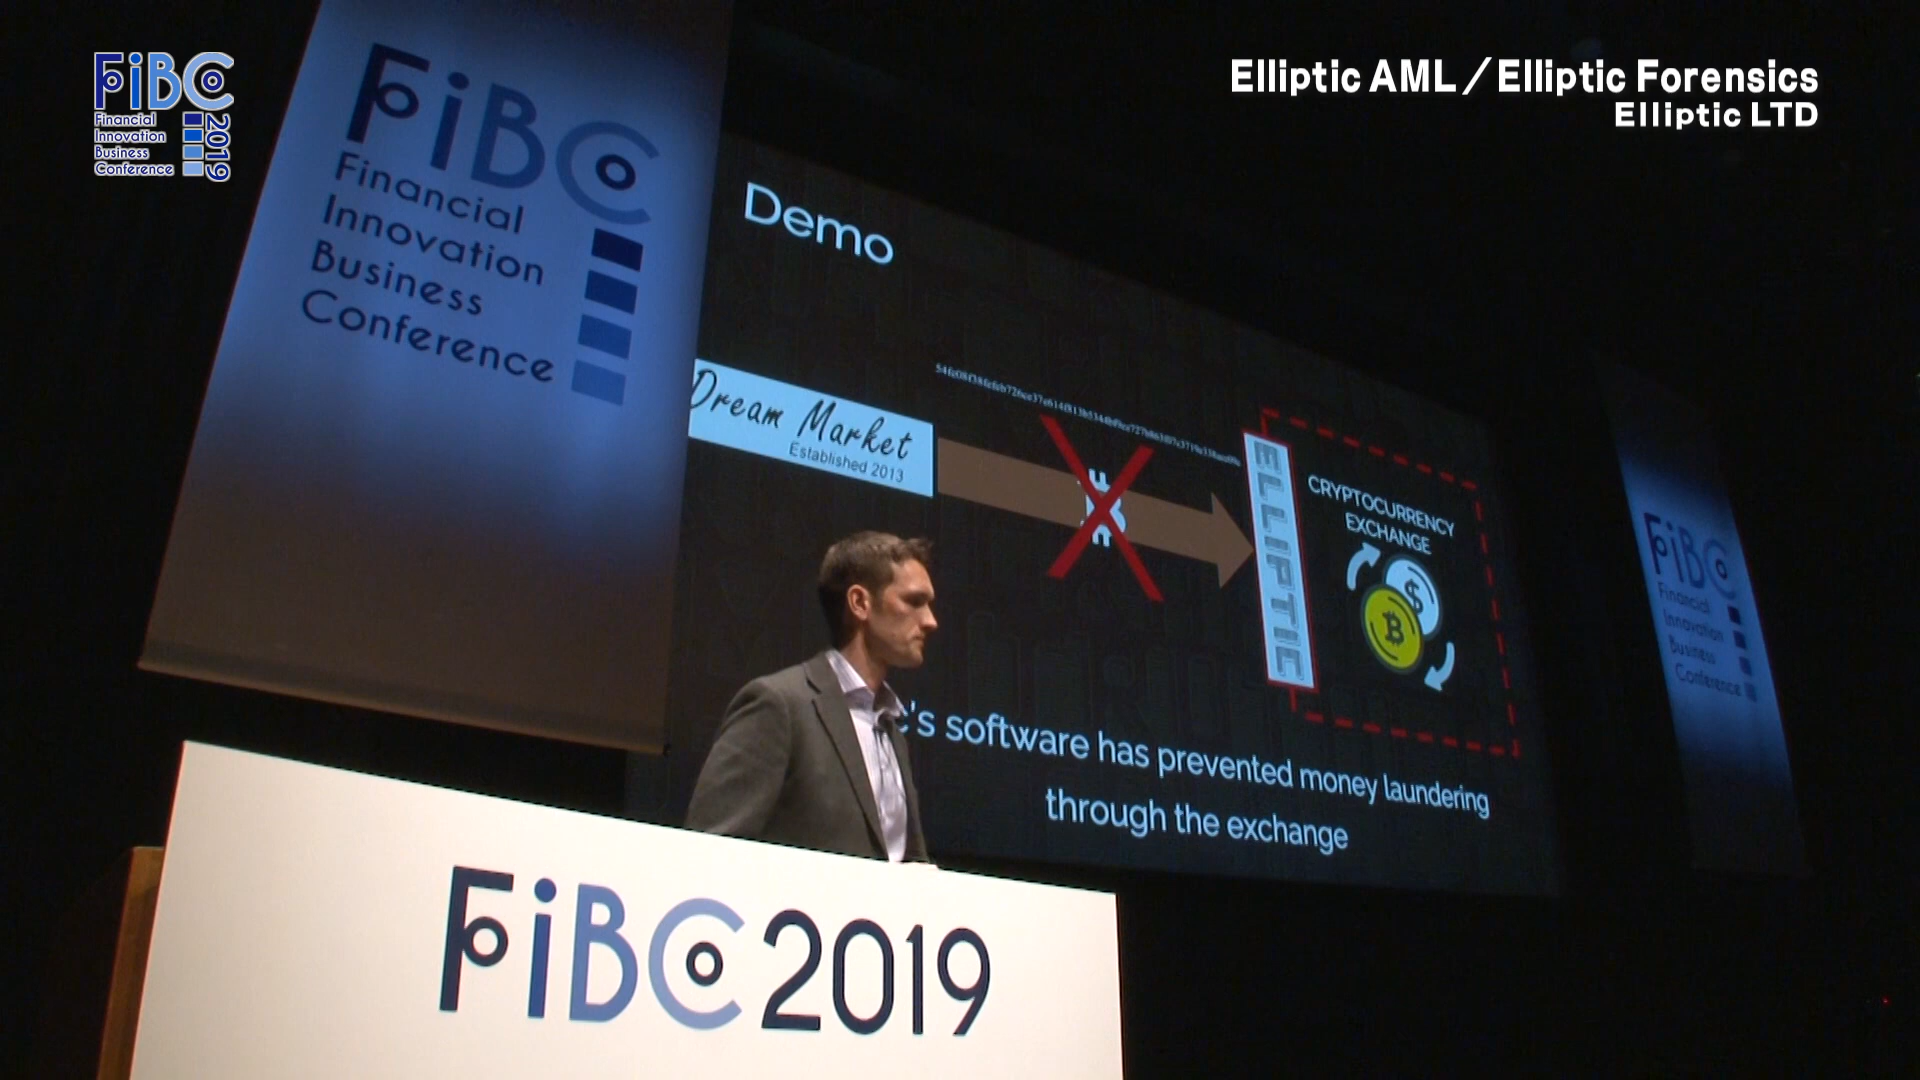 FiBC
Financial
Innovation
Business
Conference
2019
Elliptic AML/Elliptic Forensics
Elliptic LTD
FiBC
Financial
Innovation
Business
Conference
Demo
Dream Market
Established 2013
ELLIPTIC
CRYPTOCURRENCY
EXCHANGE
's software has prevented money laundering
through the exchange
FiBC
Financial
Innovation
Business
Conference
FiBC2019